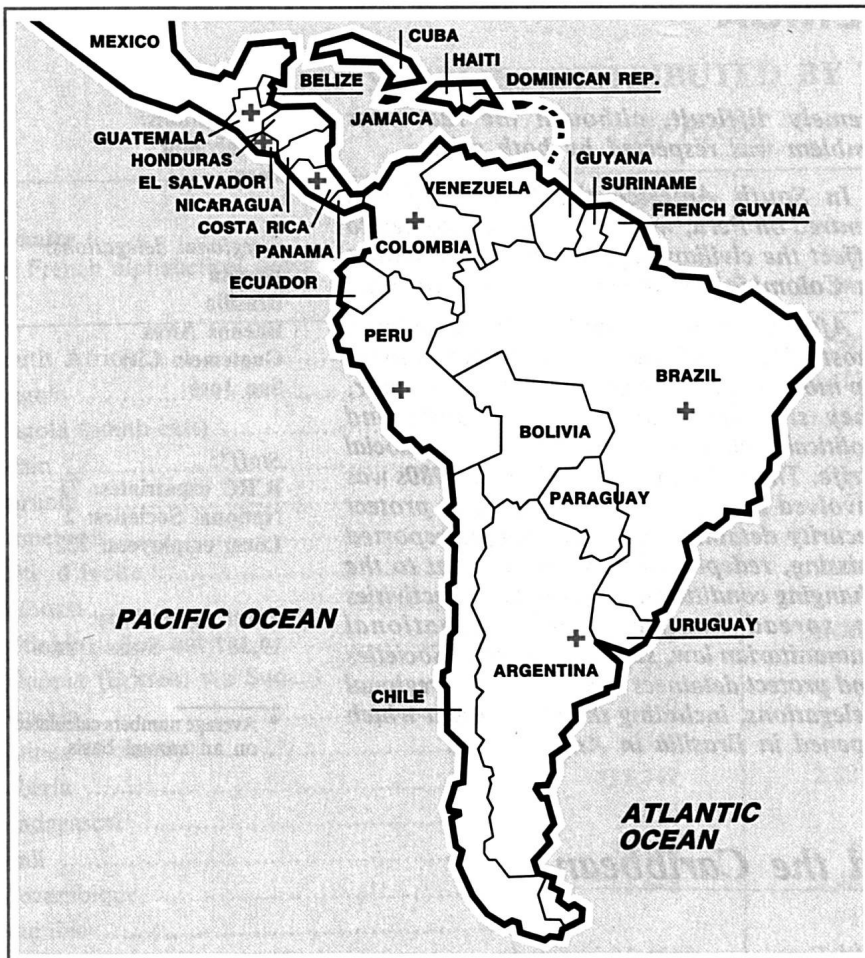 MEXICO
CUBA
HAITI
BELIZE
DOMINICAN REP.
JAMAICA
GUATEMALA
HONDURAS
EL SALVADOR
NICARAGUA
COSTA RICA
PANAMA
GUYANA
SURINAME
FRENCH GUYANA
VENEZUELA
COLOMBIA
ECUADOR
PERU
BRAZIL
BOLIVIA
PARAGUAY
PACIFIC OCEAN
URUGUAY
ARGENTINA
CHILE
ATLANTIC
OCEAN